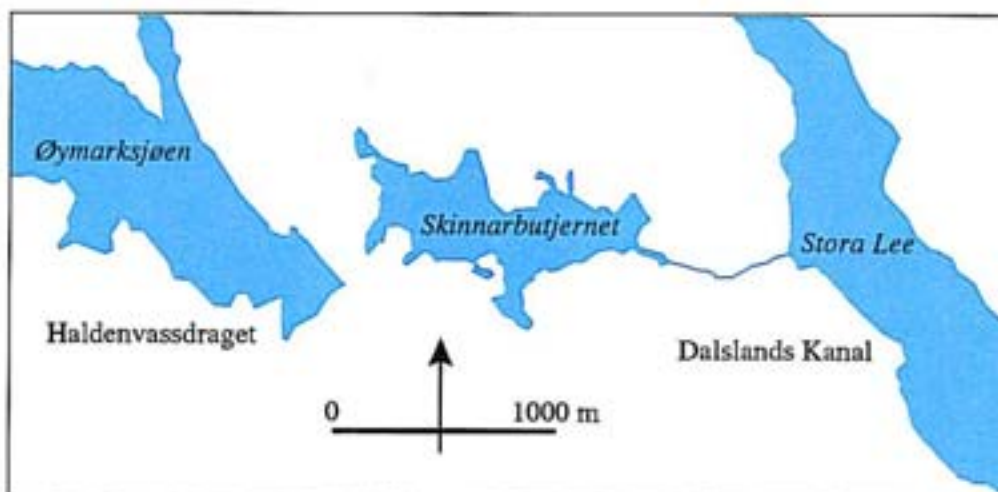 Øymarksjøen
Skinnarbutjernet
Stora Lee
Haldenvassdraget
Dalslands Kanal
0 1000 m